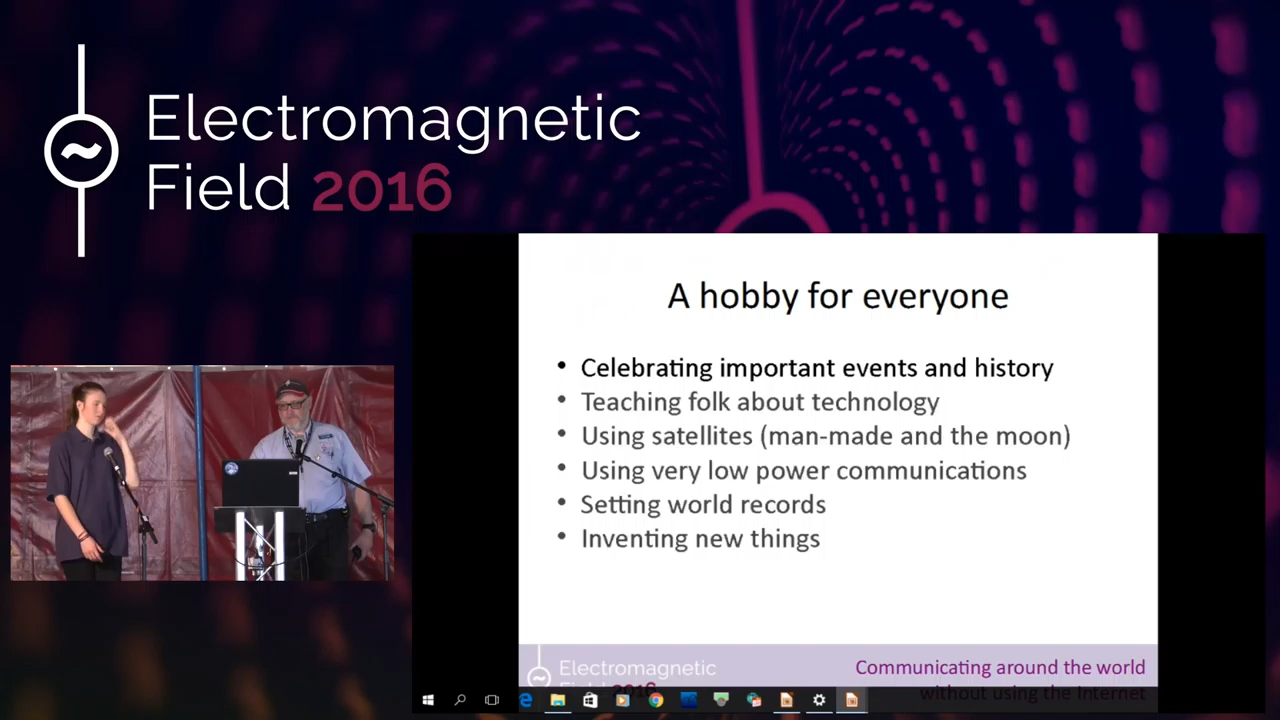 Electromagnetic
Field 2016
A hobby for everyone
• Celebrating important events and history
• Teaching folk about technology
• Using satellites (man-made and the moon)
• Using very low power communications
• Setting world records
• Inventing new things
Electromagnetic
Field 2016
Communicating around the world
without using the Internet